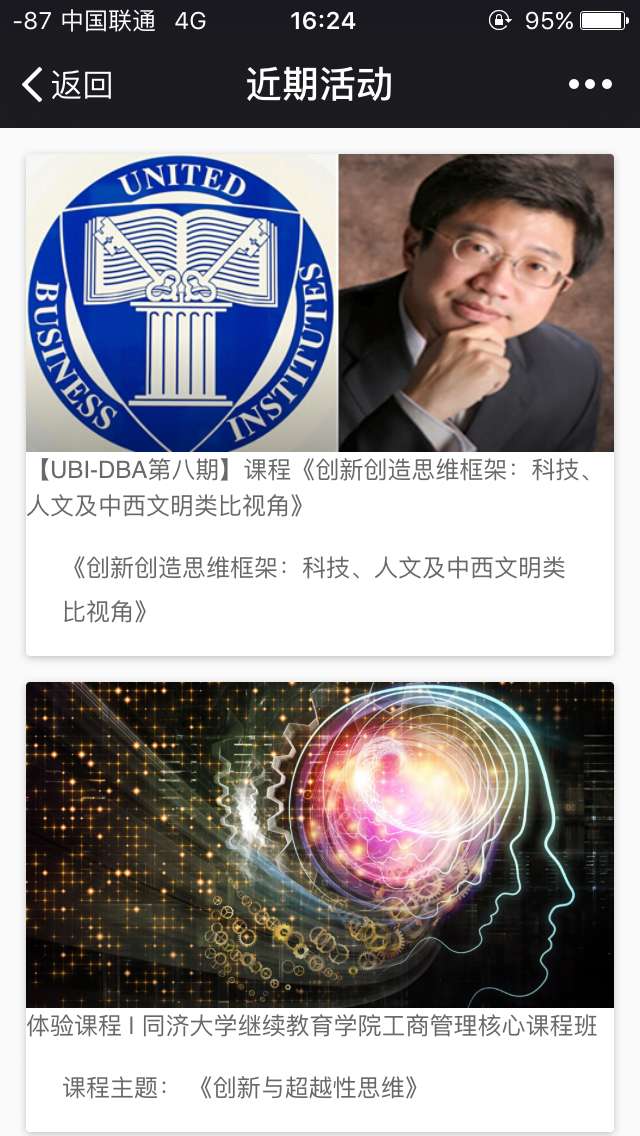 -87 中国联通 4G 16:24 95%
返回 近期活动
UNITED
BUSINESS
INSTITUTES
【UBI-DBA第八期】课程《创新创造思维框架：科技、
人文及中西文明类比视角》
《创新创造思维框架：科技、人文及中西文明类
比视角》
体验课程 l 同济大学继续教育学院工商管理核心课程班
课程主题： 《创新与超越性思维》